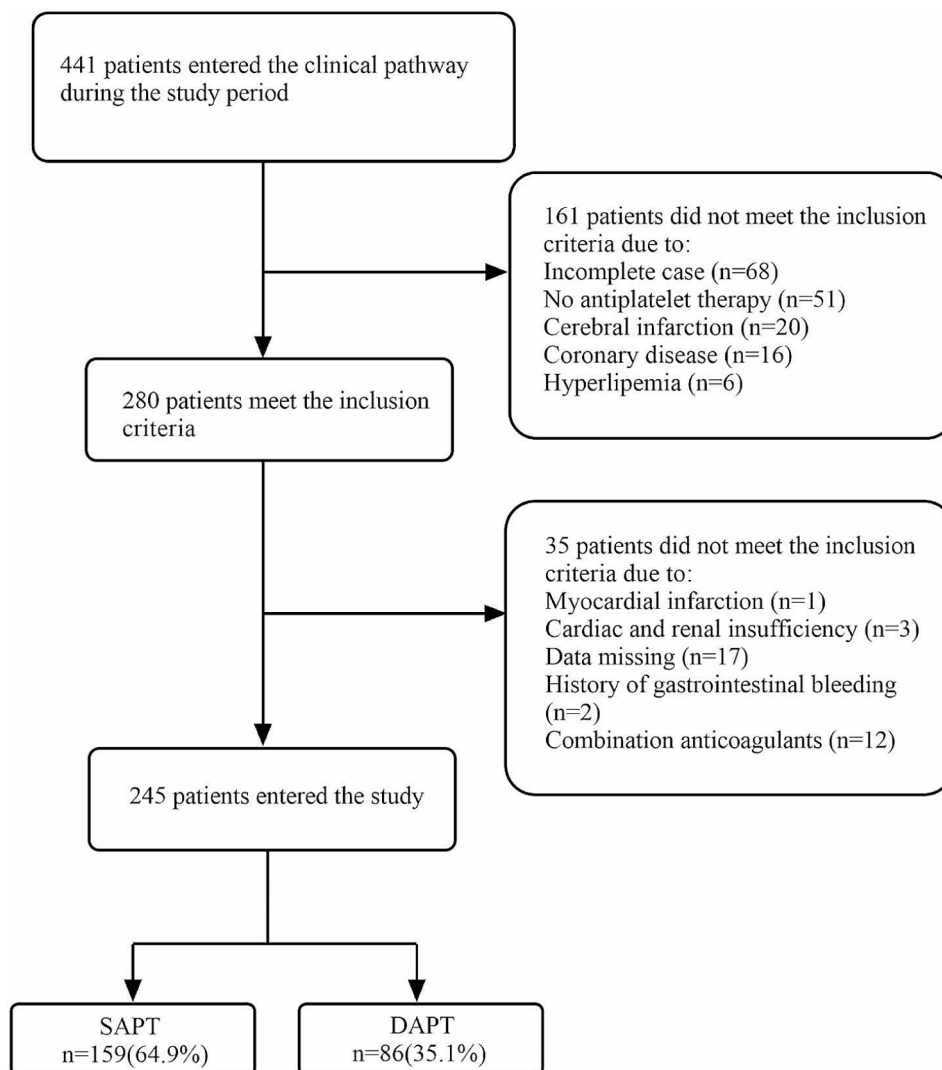 441 patients entered the clinical pathway
during the study period
161 patients did not meet the inclusion
criteria due to:
Incomplete case (n=68)
No antiplatelet therapy (n=51)
Cerebral infarction (n=20)
Coronary disease (n=16)
Hyperlipemia (n=6)
280 patients meet the inclusion
criteria
35 patients did not meet the inclusion
criteria due to:
Myocardial infarction (n=1)
Cardiac and renal insufficiency (n=3)
Data missing (n=17)
History of gastrointestinal bleeding
(n=2)
Combination anticoagulants (n=12)
245 patients entered the study
SAPT
n=159(64.9%)
DAPT
n=86(35.1%)